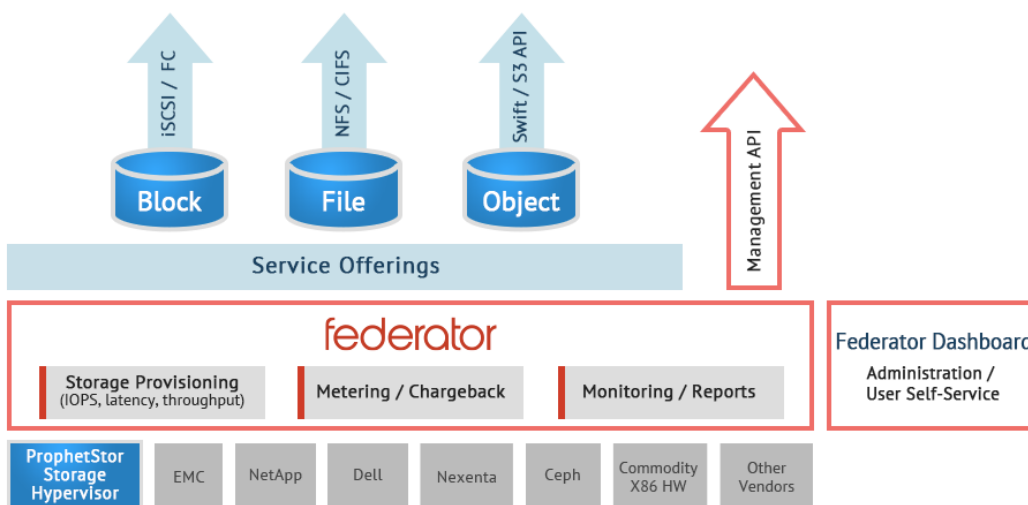 iSCSI / FC
NFS / CIFS
Swift / S3 API
Management API
Block
File
Object
Service Offerings
federator
Storage Provisioning
(IOPS, latency, throughput)
Metering / Chargeback
Monitoring / Reports
Federator Dashboard
Administration /
User Self-Service
ProphetStor
Storage
Hypervisor
EMC
NetApp
Dell
Nexenta
Ceph
Commodity
X86 HW
Other
Vendors